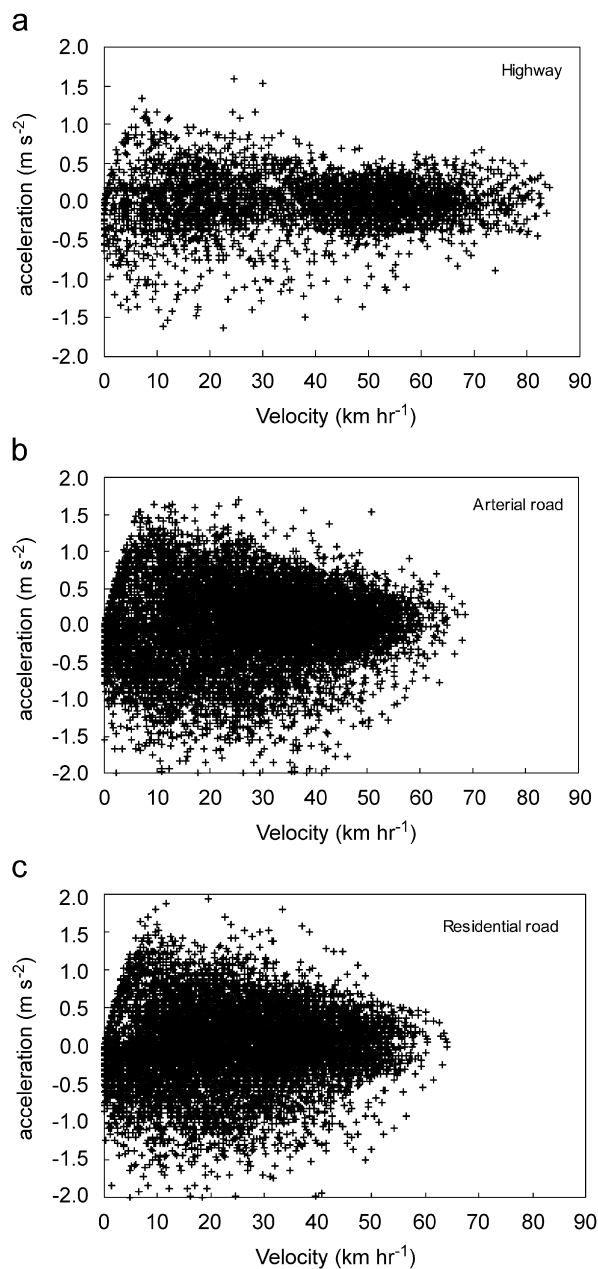 a
2.0
Highway
1.5
1.0
0.5
0.0
-0.5
-1.0
-1.5
-2.0
acceleration (m s-2)
0 10 20 30 40 50 60 70 80 90
Velocity (km hr-1)
b
2.0
Arterial road
1.5
1.0
0.5
0.0
-0.5
-1.0
-1.5
-2.0
acceleration (m s-2)
0 10 20 30 40 50 60 70 80 90
Velocity (km hr-1)
c
2.0
Residential road
1.5
1.0
0.5
0.0
-0.5
-1.0
-1.5
-2.0
acceleration (m s-2)
0 10 20 30 40 50 60 70 80 90
Velocity (km hr-1)